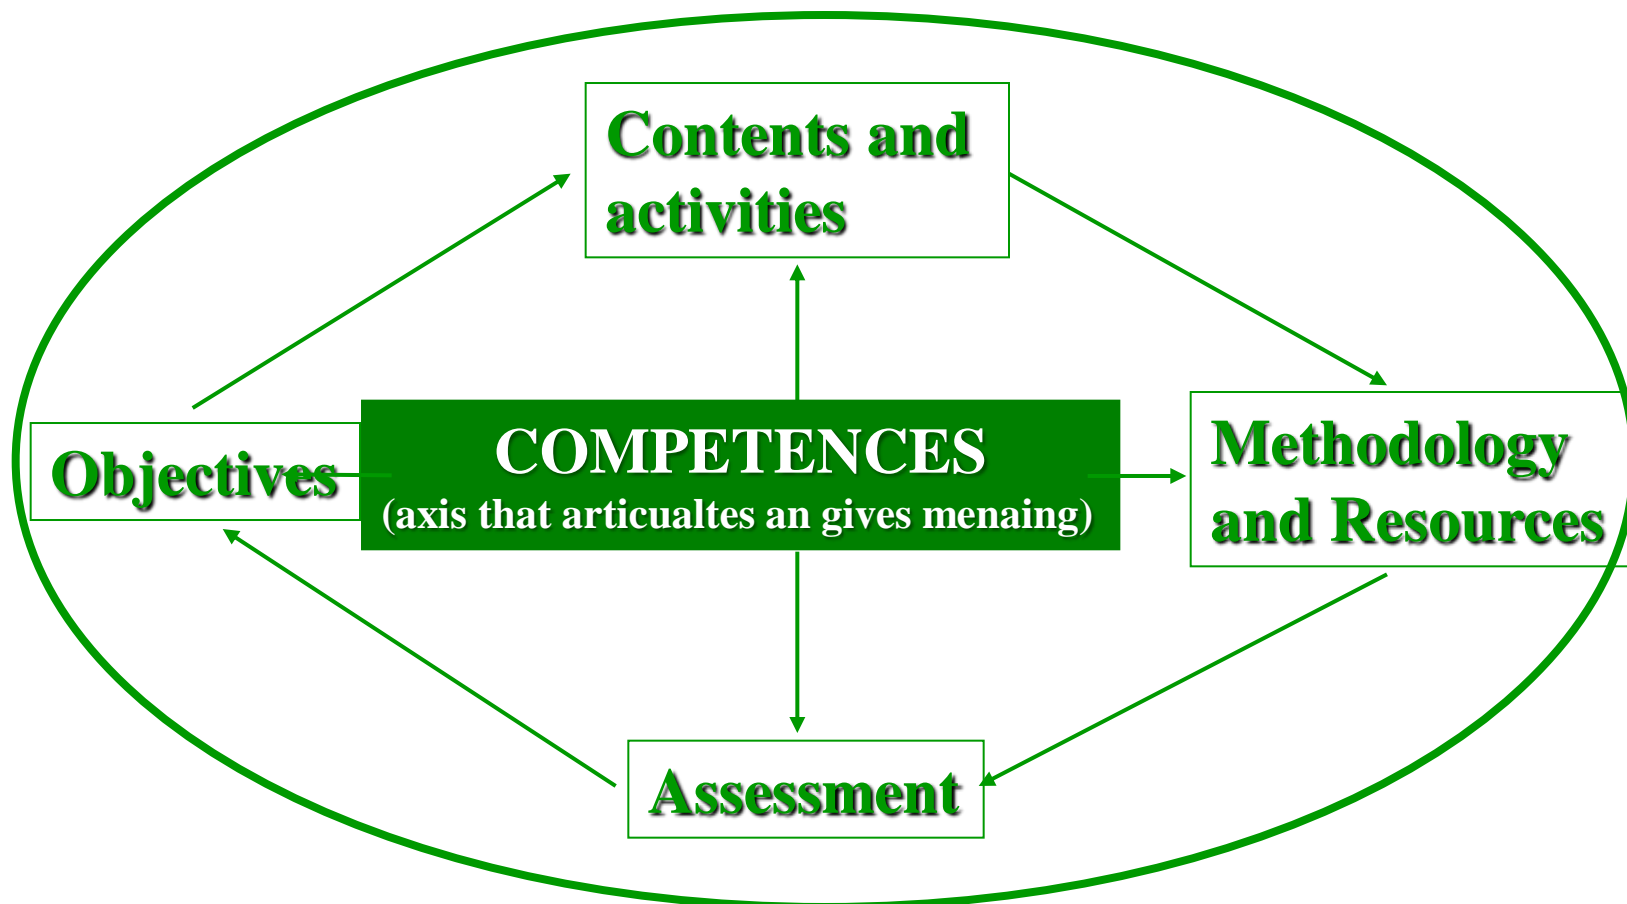 Contents and
activities
Objectives
COMPETENCES
(axis that articualtes an gives menaing)
Methodology
and Resources
Assessment